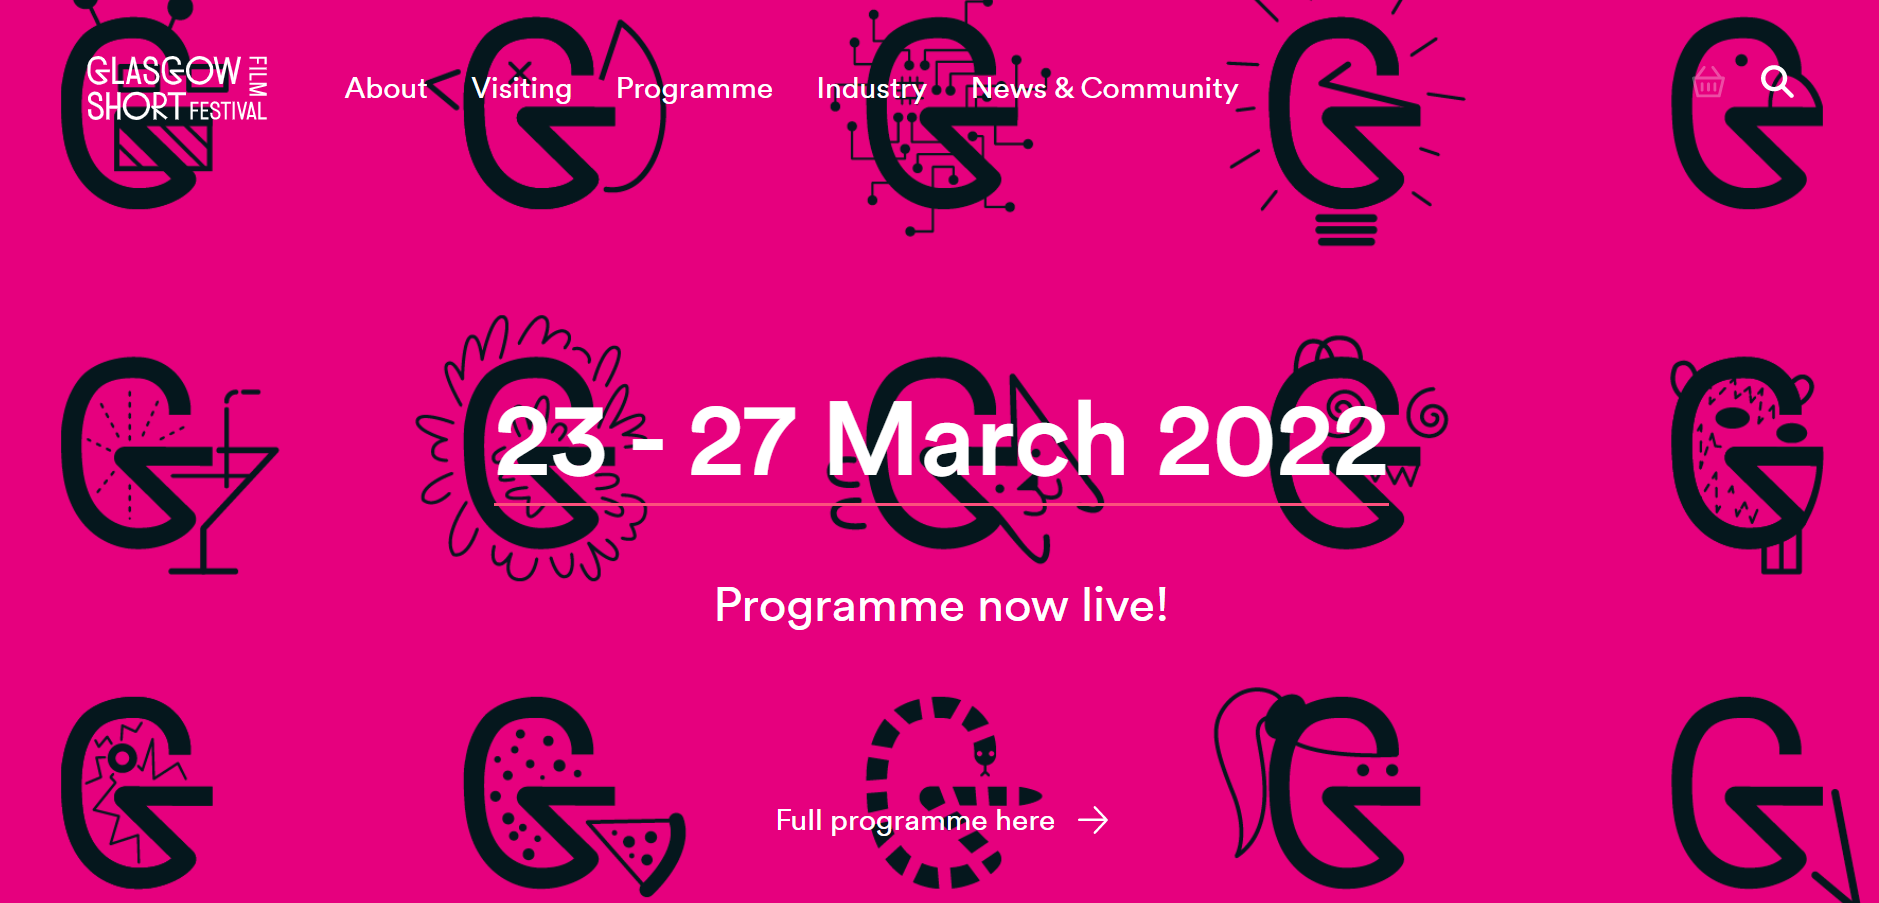 GLASGOW
SHORT FESTIVAL
FILM
About
Visiting
Programme
Industry
News & Community
23 - 27 March 2022
Programme now live!
Full programme here